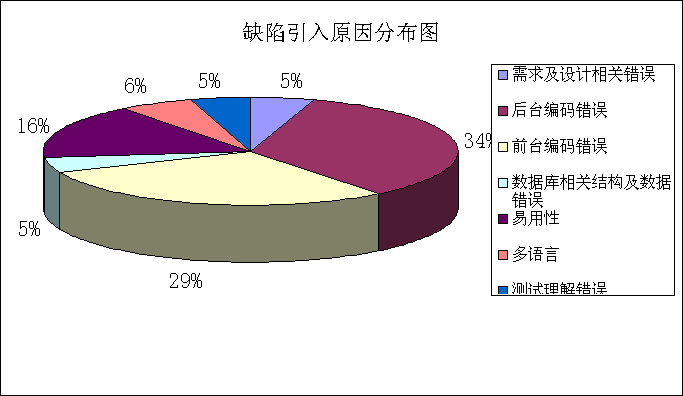 缺陷引入原因分布图
6%
5%
5%
需求及设计相关错误
后台编码错误
16%
34%
前台编码错误
数据库相关结构及数据
错误
易用性
5%
多语言
29%
测试理解错误